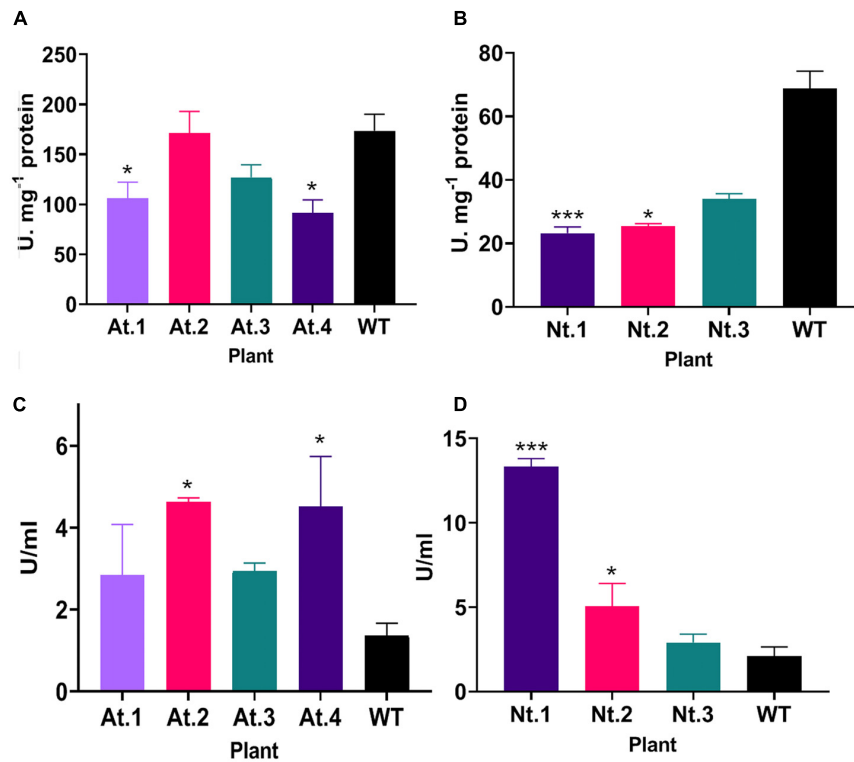 A
250
200
150
100
50
0
U. mg⁻¹ protein
*
*
At.1 At.2 At.3 At.4 WT
Plant
B
80
60
40
20
0
U. mg⁻¹ protein
***
*
Nt.1 Nt.2 Nt.3 WT
Plant
C
6
4
2
0
U/ml
*
*
At.1 At.2 At.3 At.4 WT
Plant
D
15
10
5
0
U/ml
***
*
Nt.1 Nt.2 Nt.3 WT
Plant